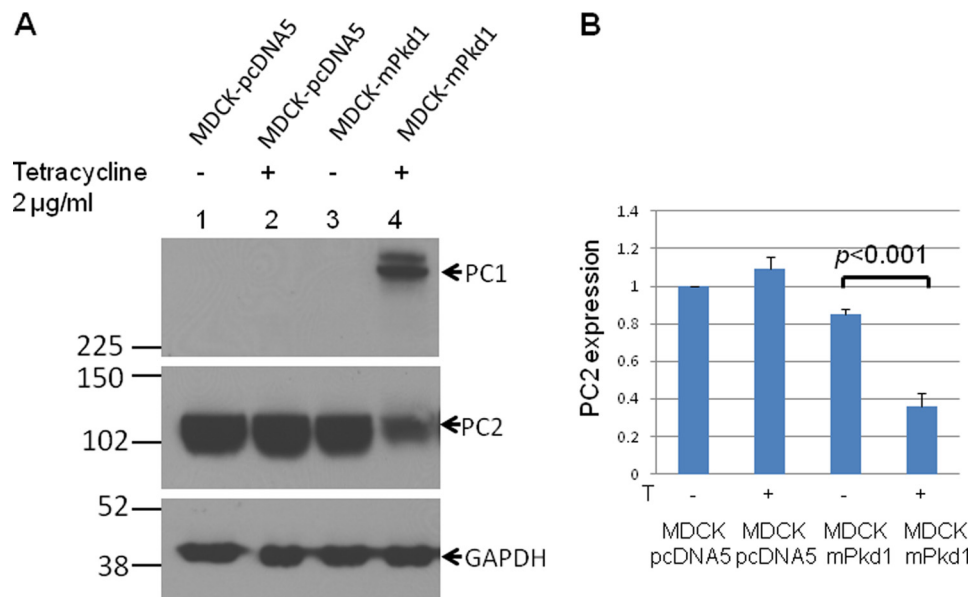 A
MDCK-pcDNA5
MDCK-pcDNA5
MDCK-mPkd1
MDCK-mPkd1
Tetracycline - + - +
2 µg/ml
1 2 3 4
PC1
225
150
PC2
102
52
GAPDH
38
B
1.4
1.2
p<0.001
1
0.8
0.6
0.4
0.2
0
PC2 expression
T - + - +
MDCK MDCK MDCK MDCK
pcDNA5 pcDNA5 mPkd1 mPkd1